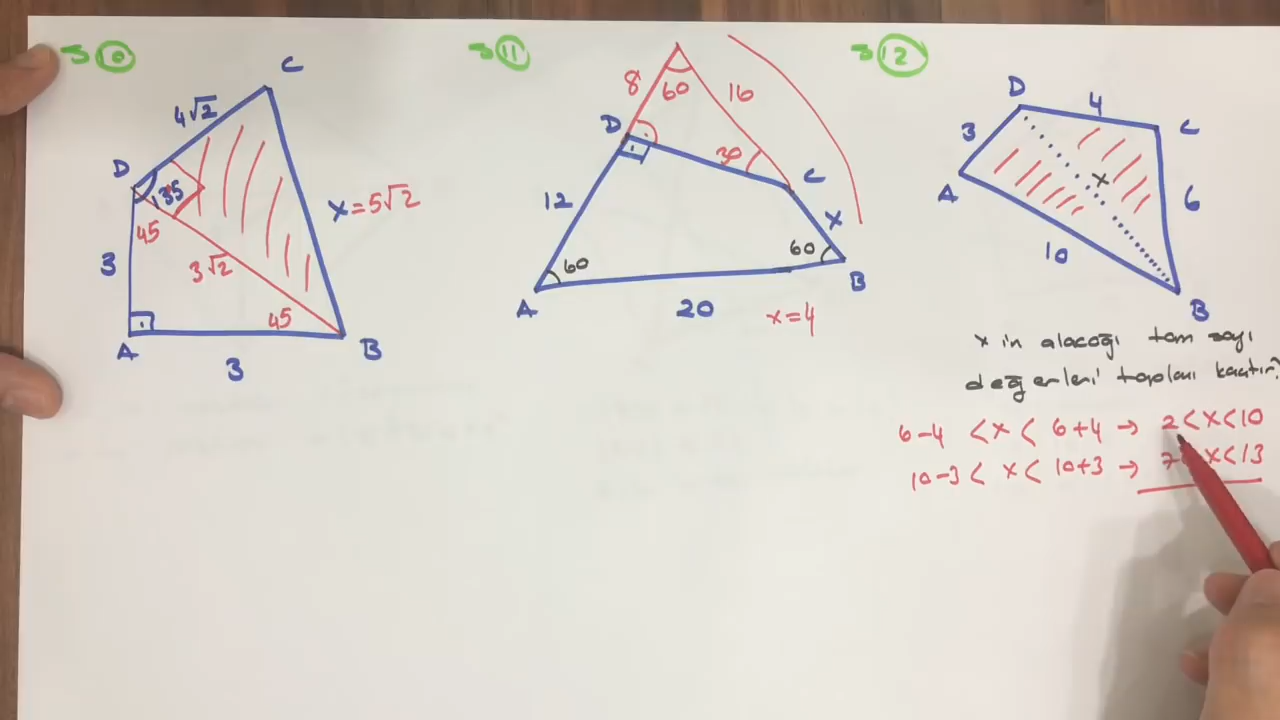 10
C
4√2
D
135
45
x=5√2
3
3√2
45
A
B
3
11
8
60
16
D
30
C
12
x
60
60
A
B
20
x=4
12
D
4
3
C
x
A
6
10
B
x in alacağı tam sayı
değerleri toplamı kaçtır?
6-4 <x< 6+4 → 2<x<10
10-3< x< 10+3 → 7<x<13